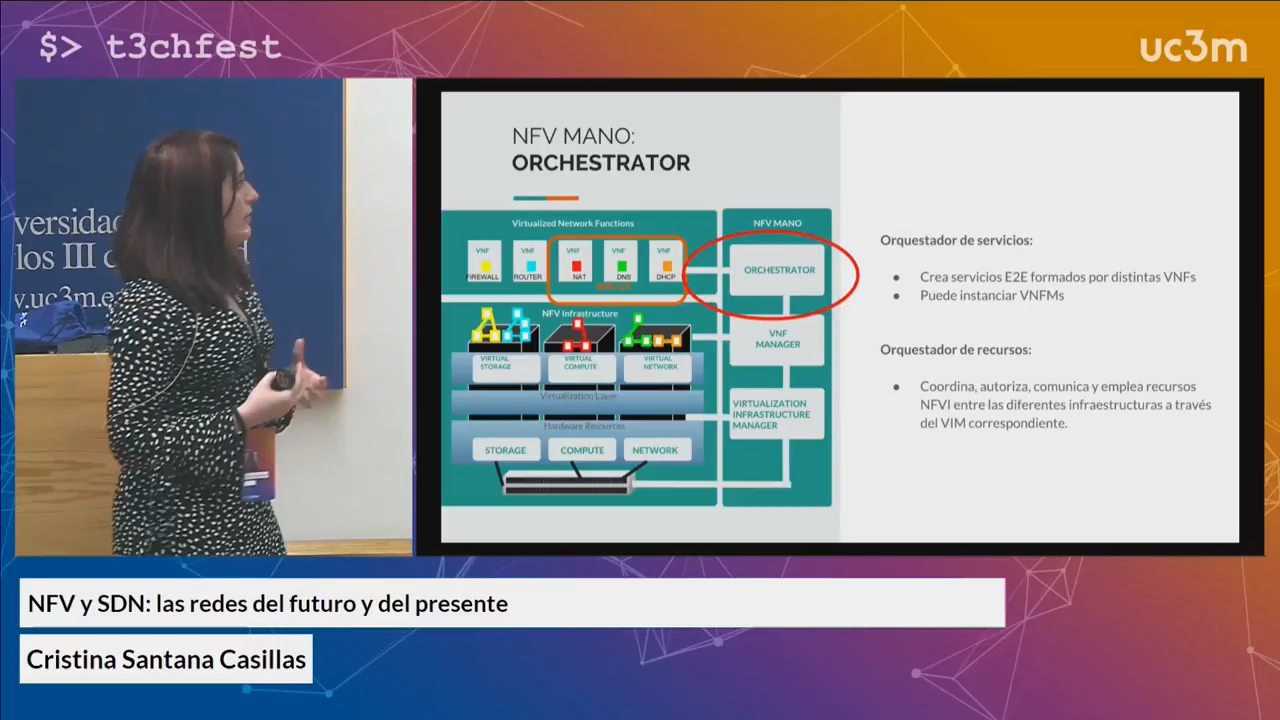 $> t3chfest
uc3m
versidad
los III d
d
v.uc3m.e
NFV MANO:
ORCHESTRATOR
Virtualized Network Functions
VNF
FIREWALL
VNF
ROUTER
VNF
NAT
VNF
DNS
VNF
DHCP
NFV Infrastructure
VIRTUAL
STORAGE
VIRTUAL
COMPUTE
VIRTUAL
NETWORK
Virtualization Layer
Hardware Resources
STORAGE
COMPUTE
NETWORK
NFV MANO
ORCHESTRATOR
VNF
MANAGER
VIRTUALIZATION
INFRASTRUCTURE
MANAGER
Orquestador de servicios:
● Crea servicios E2E formados por distintas VNFs
● Puede instanciar VNFMs
Orquestador de recursos:
● Coordina, autoriza, comunica y emplea recursos
NFVI entre las diferentes infraestructuras a través
del VIM correspondiente.
NFV y SDN: las redes del futuro y del presente
Cristina Santana Casillas